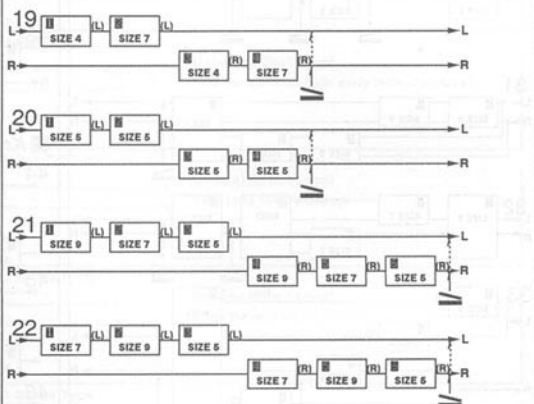 19
L SIZE 4 (L) SIZE 7 (L) L
R SIZE 4 (R) SIZE 7 (R) R
20
L SIZE 5 (L) SIZE 5 (L) L
R SIZE 5 (R) SIZE 5 (R) R
21
L SIZE 9 (L) SIZE 7 (L) SIZE 5 (L) L
R SIZE 9 (R) SIZE 7 (R) SIZE 5 (R) R
22
L SIZE 7 (L) SIZE 9 (L) SIZE 5 (L) L
R SIZE 7 (R) SIZE 9 (R) SIZE 5 (R) R